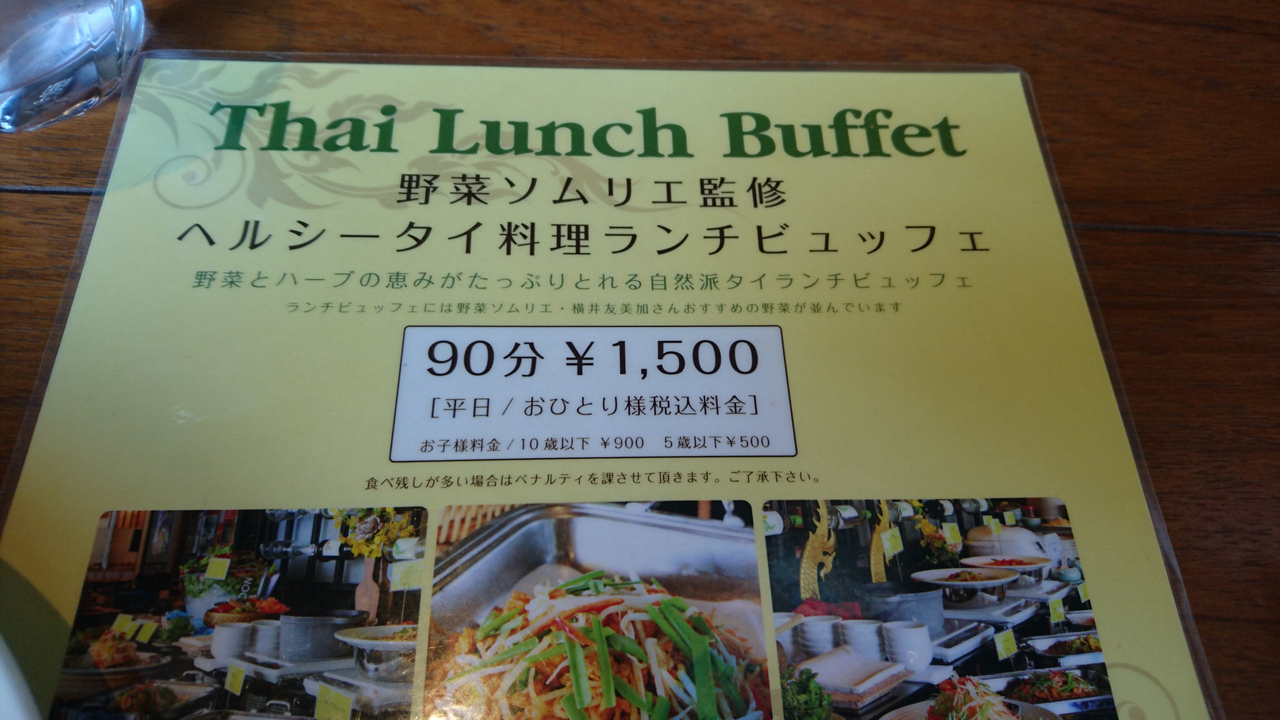 Thai Lunch Buffet
野菜ソムリエ監修
ヘルシータイ料理ランチビュッフェ
野菜とハーブの恵みがたっぷりとれる自然派タイランチビュッフェ
ランチビュッフェには野菜ソムリエ・横井友美加さんおすすめの野菜が並んでいます
90分 ¥1,500
[平日/おひとり様税込料金]
お子様料金/10歳以下 ¥900 5歳以下¥500
食べ残しが多い場合はペナルティを課させて頂きます。ご了承下さい。